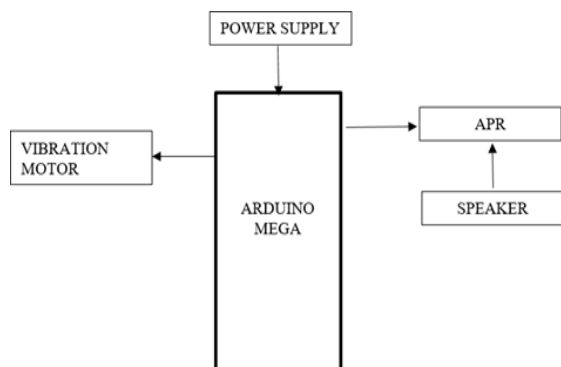 POWER SUPPLY
APR
VIBRATION
MOTOR
SPEAKER
ARDUINO
MEGA